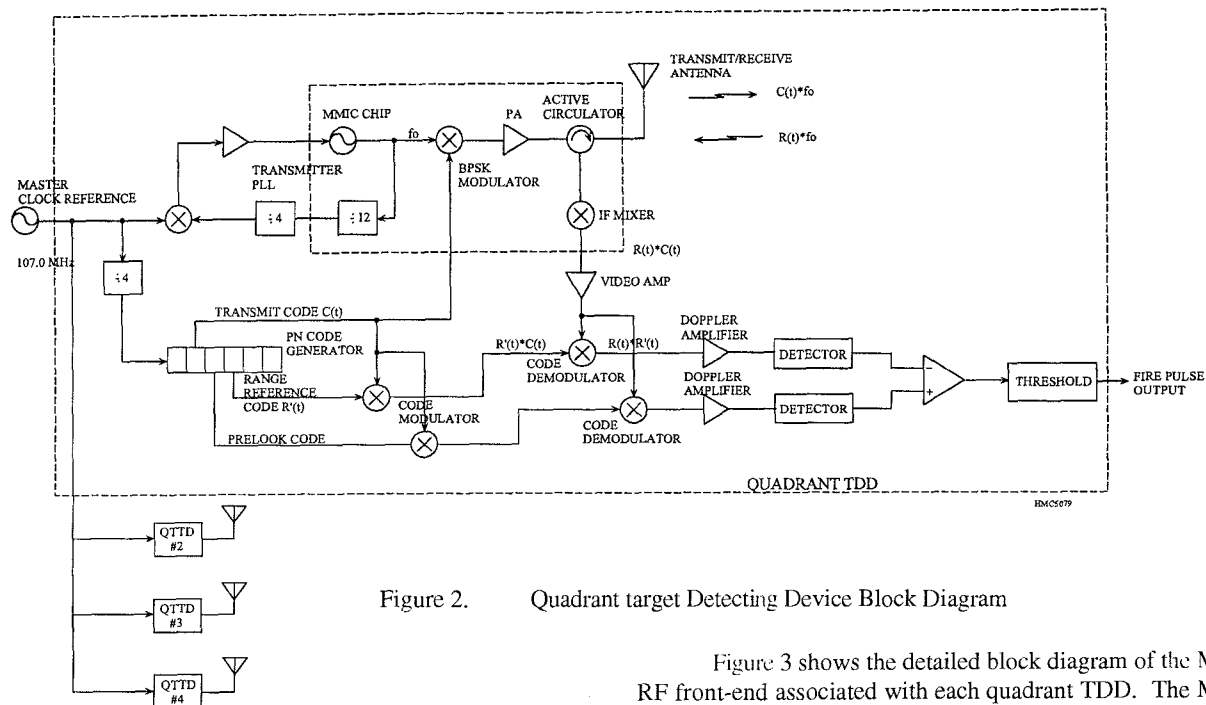 TRANSMIT/RECEIVE
ANTENNA
C(t)*fo
R(t)*fo
MMIC CHIP
PA
ACTIVE
CIRCULATOR
fo
BPSK
MODULATOR
TRANSMITTER
PLL
MASTER
CLOCK REFERENCE
÷4
÷12
IF MIXER
107.0 MHz
÷4
R(t)*C(t)
VIDEO AMP
TRANSMIT CODE C(t)
PN CODE
GENERATOR
RANGE
REFERENCE
CODE R'(t)
CODE
MODULATOR
PRELOOK CODE
R'(t)*C(t)
CODE
DEMODULATOR
R(t)*R'(t)
DOPPLER
AMPLIFIER
DETECTOR
DOPPLER
AMPLIFIER
DETECTOR
CODE
DEMODULATOR
−
+
THRESHOLD
FIRE PULSE
OUTPUT
QUADRANT TDD
HMC5079
QTTD
#2
QTTD
#3
QTTD
#4
Figure 2. Quadrant target Detecting Device Block Diagram
Figure 3 shows the detailed block diagram of the M
RF front-end associated with each quadrant TDD. The M